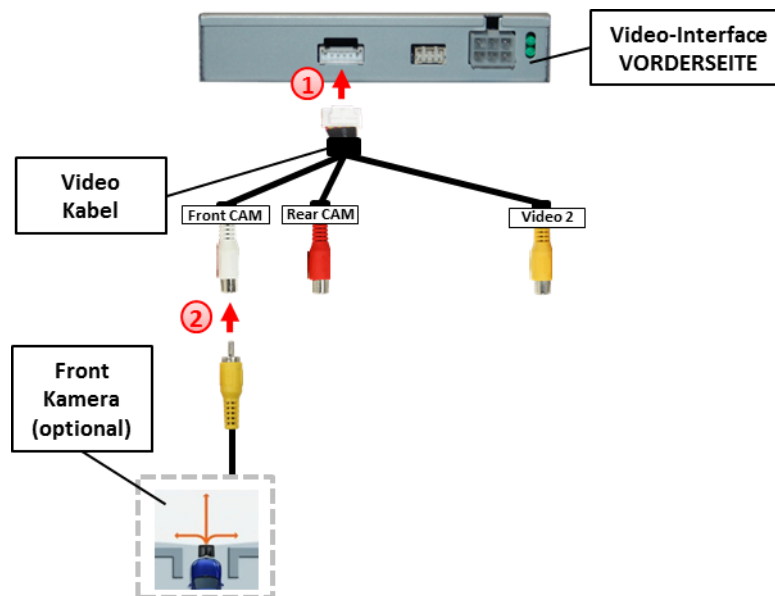 Video-Interface
VORDERSEITE
1
Video
Kabel
Front CAM
Rear CAM
Video 2
2
Front
Kamera
(optional)